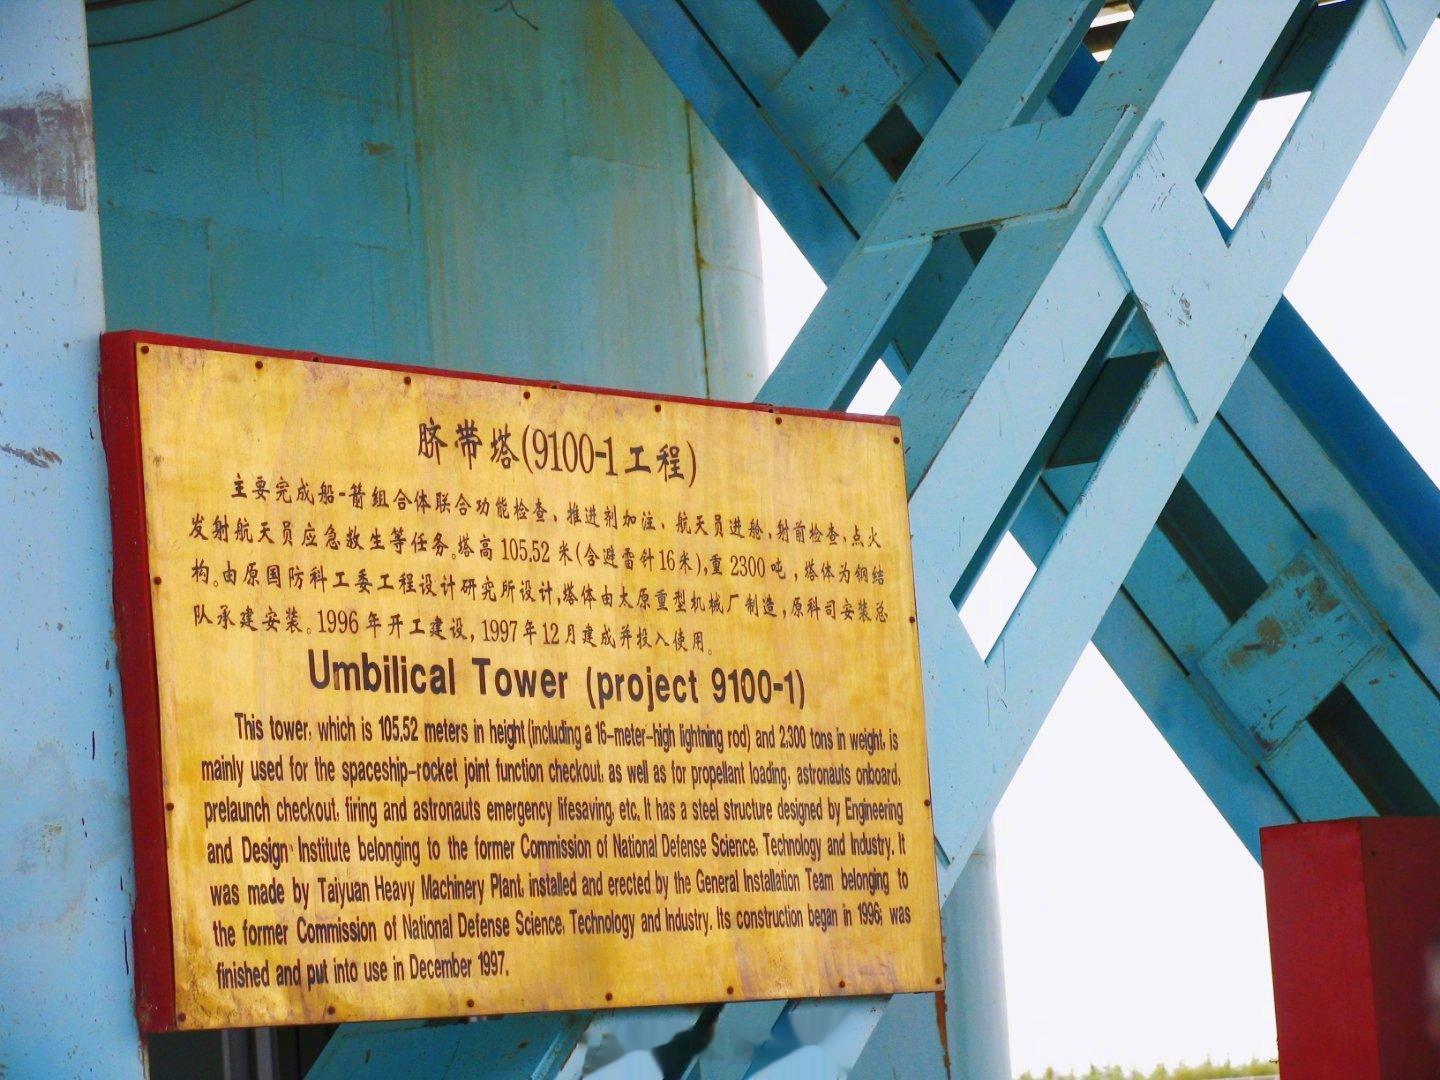 脐带塔(9100-1工程)
主要完成船-箭组合体联合功能检查、推进剂加注、航天员进舱、射前检查、点火
发射航天员应急救生等任务。塔高105.52米(含避雷针16米),重2300吨,塔体为钢结
构。由原国防科工委工程设计研究所设计,塔体由太原重型机械厂制造,原科司安装总
队承建安装。1996年开工建设,1997年12月建成并投入使用。
Umbilical Tower (project 9100-1)
This tower, which is 105.52 meters in height (including a 16-meter-high lightning rod) and 2,300 tons in weight, is
mainly used for the spaceship-rocket joint function checkout, as well as for propellant loading, astronauts onboard,
prelaunch checkout, firing and astronauts emergency lifesaving, etc. It has a steel structure designed by Engineering
and Design Institute belonging to the former Commission of National Defense Science, Technology and Industry. It
was made by Taiyuan Heavy Machinery Plant, installed and erected by the General Installation Team belonging to
the former Commission of National Defense Science, Technology and Industry. Its construction began in 1996, was
finished and put into use in December 1997.